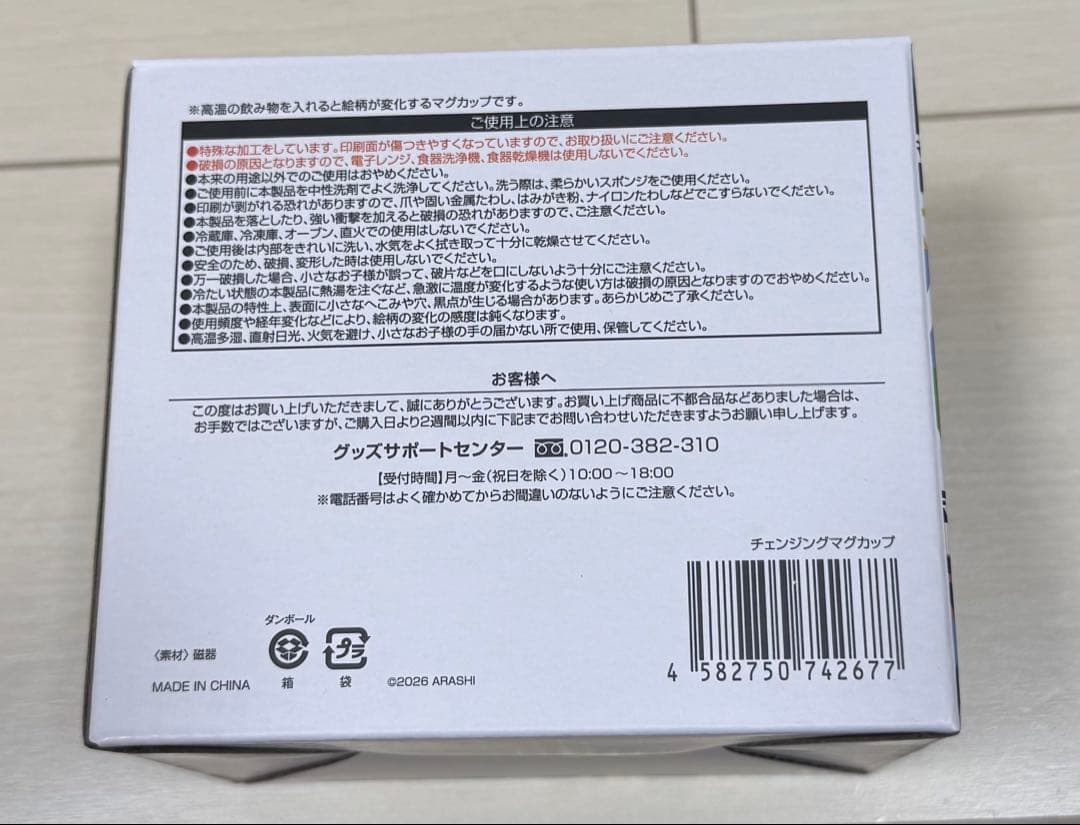 ※高温の飲み物を入れると絵柄が変化するマグカップです。
ご使用上の注意
●特殊な加工をしています。印刷面が傷つきやすくなっていますので、お取り扱いにご注意ください。
●破損の原因となりますので、電子レンジ、食器洗浄機、食器乾燥機は使用しないでください。
●本来の用途以外でのご使用はおやめください。
●ご使用前に本製品を中性洗剤でよく洗浄してください。洗う際は、柔らかいスポンジをご使用ください。
●印刷が剥がれる恐れがありますので、爪や固い金属たわし、はみがき粉、ナイロンたわしなどでこすらないでください。
●本製品を落としたり、強い衝撃を加えると破損の恐れがありますので、ご注意ください。
●冷蔵庫、冷凍庫、オーブン、直火での使用はしないでください。
●ご使用後は内部をきれいに洗い、水気をよく拭き取って十分に乾燥させてください。
●安全のため、破損、変形した時は使用しないでください。
●万一破損した場合、小さなお子様が誤って、破片などを口にしないよう十分にご注意ください。
●冷たい状態の本製品に熱湯を注ぐなど、急激に温度が変化するような使い方は破損の原因となりますのでおやめください。
●本製品の特性上、表面に小さなへこみや穴、黒点が生じる場合があります。あらかじめご了承ください。
●使用頻度や経年変化などにより、絵柄の変化の感度は鈍くなります。
●高温多湿、直射日光、火気を避け、小さなお子様の手の届かない所で使用、保管してください。
お客様へ
この度はお買い上げいただきまして、誠にありがとうございます。お買い上げ商品に不都合品などありました場合は、
お手数ではございますが、ご購入日より2週間以内に下記までお問い合わせいただきますようお願い申し上げます。
グッズサポートセンター 0120-382-310
【受付時間】月〜金(祝日を除く)10:00〜18:00
※電話番号はよく確かめてからお間違いのないようにご注意ください。
チェンジングマグカップ
4 582750 742677
ダンボール
プラ
〈素材〉磁器
箱 袋
MADE IN CHINA
©2026 ARASHI